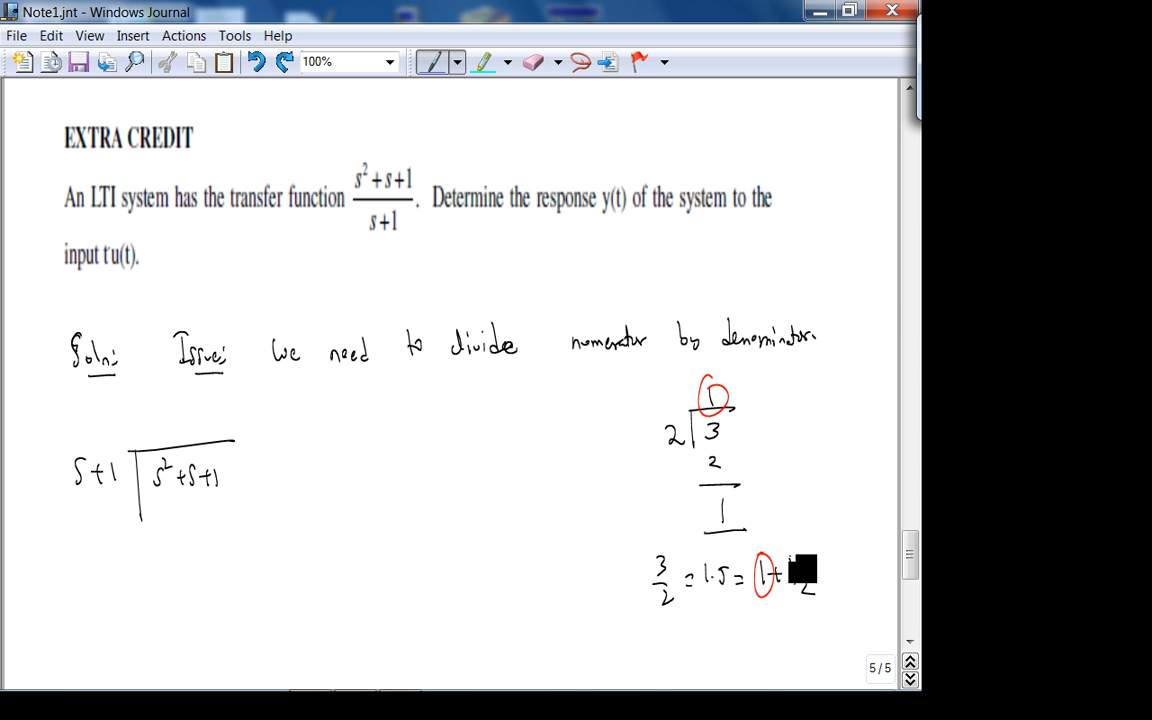 Note1.jnt - Windows Journal
File Edit View Insert Actions Tools Help
100%
EXTRA CREDIT
An LTI system has the transfer function (s²+s+1)/(s+1). Determine the response y(t) of the system to the
input t u(t).
Soln: Issue: We need to divide numerator by denominator.
1
2 3
2
1
S+1 S²+S+1
3/2 = 1.5 = 1 +
2
5 / 5